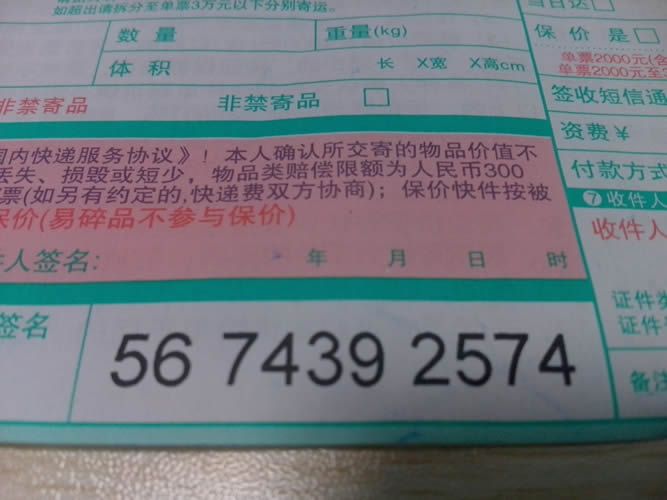 如超出请拆分至单票3万元以下分别寄运。
当日达□
数量
重量(kg)
保价 是□
体积
长 X宽 X高cm
单票2000元(含
单票2000元至
非禁寄品
非禁寄品 □
签收短信通
资费￥
国内快递服务协议》！本人确认所交寄的物品价值不
丢失、损毁或短少，物品类赔偿限额为人民币300
票(如另有约定的,快递费双方协商)；保价快件按被
保价(易碎品不参与保价)
付款方式
7 收件人
收件人
件人签名:
年 月 日 时
证件类
证件
签名
56 7439 2574
备注